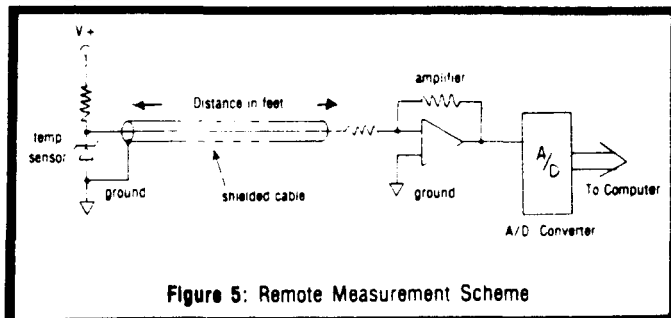 V+
amplifier
Distance in feet
temp
sensor
A/D
ground
shielded cable
ground
To Computer
A/D Converter
Figure 5: Remote Measurement Scheme